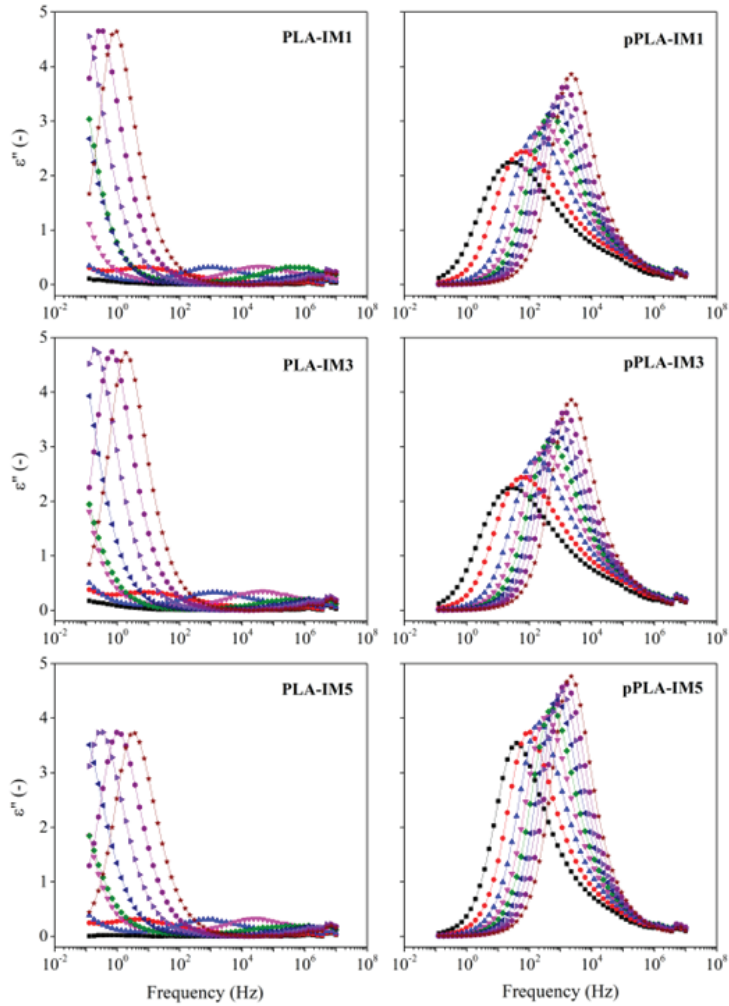 PLA-IM1
pPLA-IM1
ε'' (-)
5
4
3
2
1
0
10⁻² 10⁰ 10² 10⁴ 10⁶ 10⁸
10⁻² 10⁰ 10² 10⁴ 10⁶ 10⁸
PLA-IM3
pPLA-IM3
ε'' (-)
5
4
3
2
1
0
10⁻² 10⁰ 10² 10⁴ 10⁶ 10⁸
10⁻² 10⁰ 10² 10⁴ 10⁶ 10⁸
PLA-IM5
pPLA-IM5
ε'' (-)
5
4
3
2
1
0
10⁻² 10⁰ 10² 10⁴ 10⁶ 10⁸
10⁻² 10⁰ 10² 10⁴ 10⁶ 10⁸
Frequency (Hz)
Frequency (Hz)